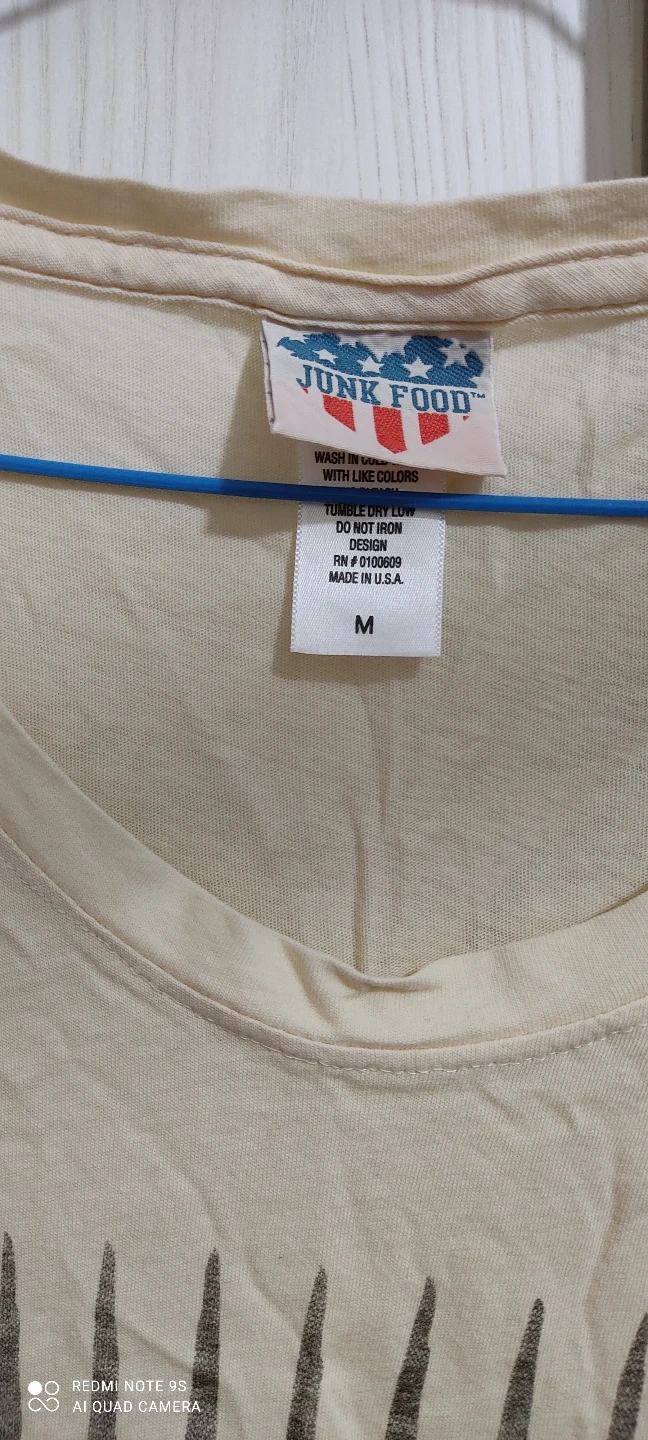 JUNK FOOD™
WASH IN COLD
WITH LIKE COLORS
TUMBLE DRY LOW
DO NOT IRON
DESIGN
RN # 0100609
MADE IN U.S.A.
M
REDMI NOTE 9S
AI QUAD CAMERA